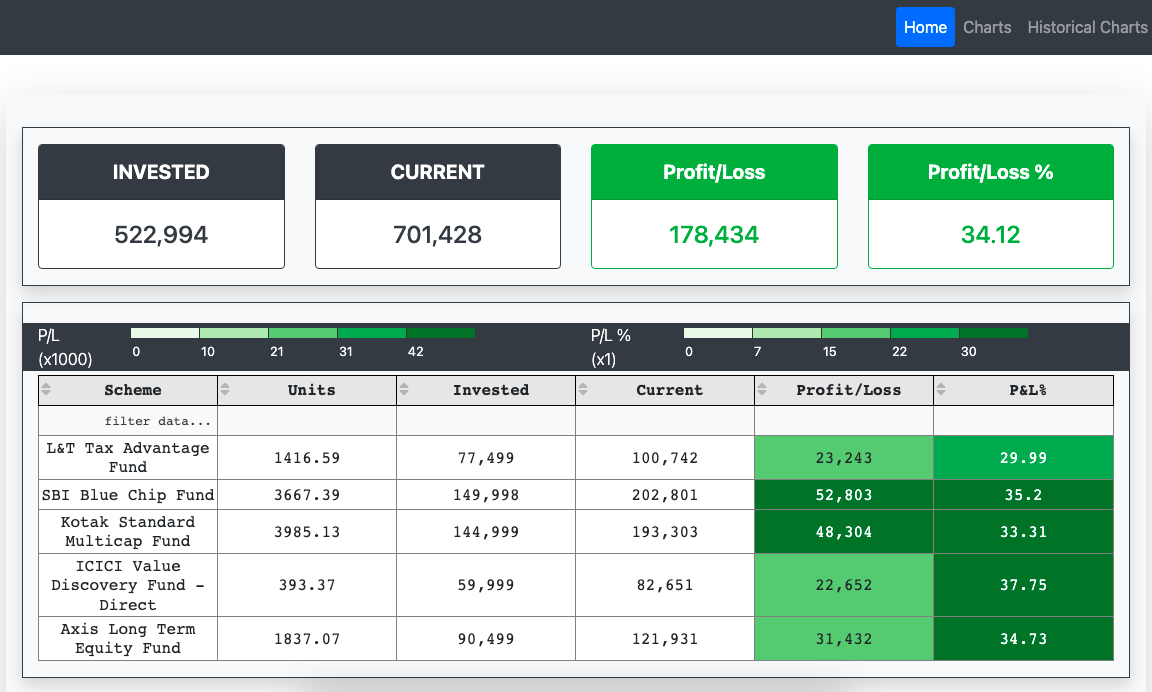 Home Charts Historical Charts
INVESTED CURRENT Profit/Loss Profit/Loss %
522,994 701,428 178,434 34.12
P/L P/L %
(x1000) 0 10 21 31 42 (x1) 0 7 15 22 30
Scheme Units Invested Current Profit/Loss P&L%
filter data...
L&T Tax Advantage
Fund 1416.59 77,499 100,742 23,243 29.99
SBI Blue Chip Fund 3667.39 149,998 202,801 52,803 35.2
Kotak Standard
Multicap Fund 3985.13 144,999 193,303 48,304 33.31
ICICI Value
Discovery Fund - 393.37 59,999 82,651 22,652 37.75
Direct
Axis Long Term
Equity Fund 1837.07 90,499 121,931 31,432 34.73